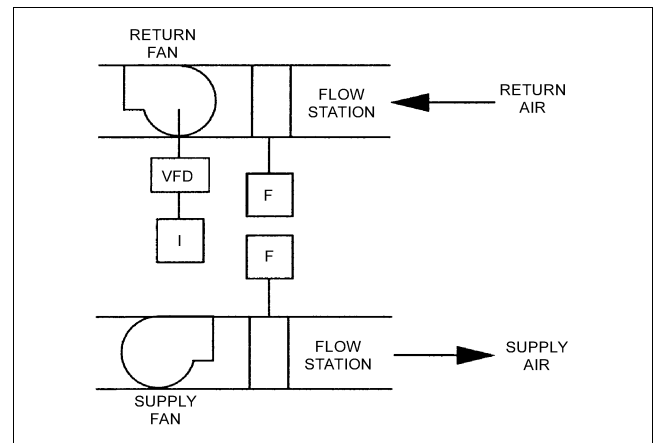 RETURN
FAN
FLOW
STATION
RETURN
AIR
VFD
F
I
F
FLOW
STATION
SUPPLY
AIR
SUPPLY
FAN